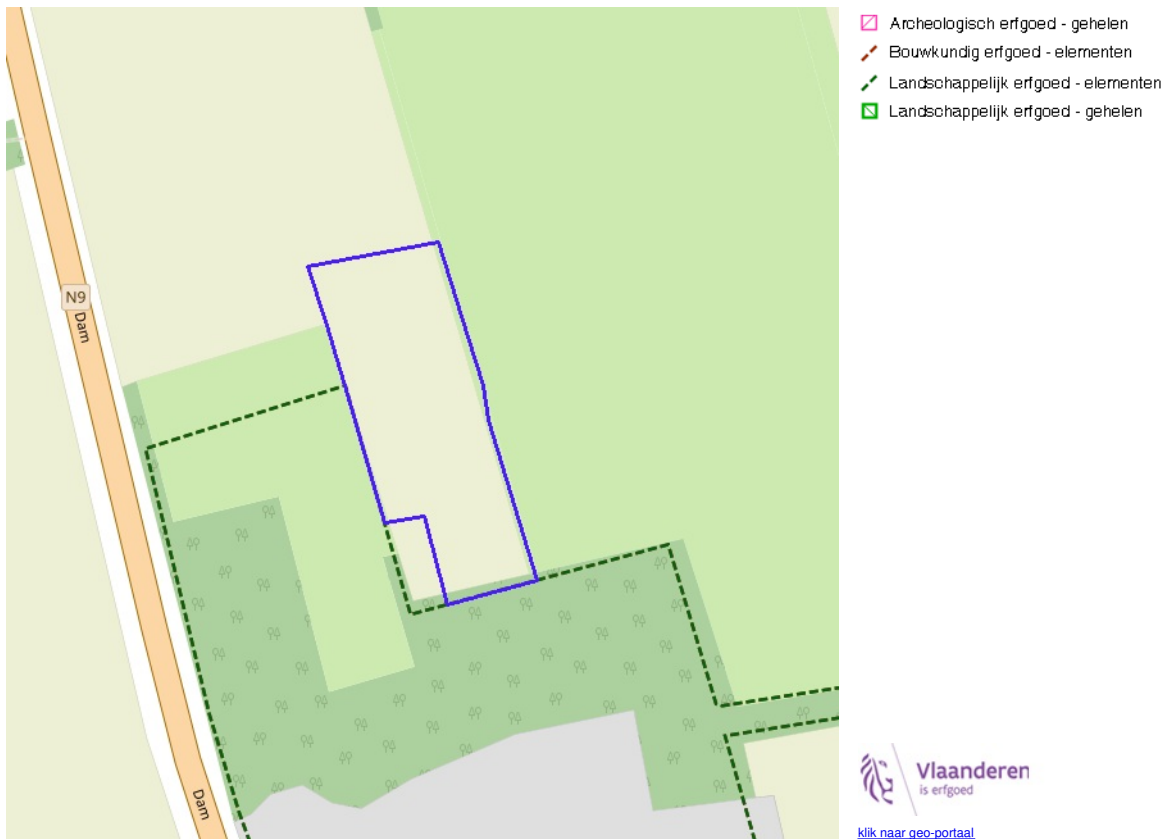 Archeologisch erfgoed - gehelen
Bouwkundig erfgoed - elementen
Landschappelijk erfgoed - elementen
Landschappelijk erfgoed - gehelen
N9
Dam
Dam
Vlaanderen
is erfgoed
klik naar geo-portaal